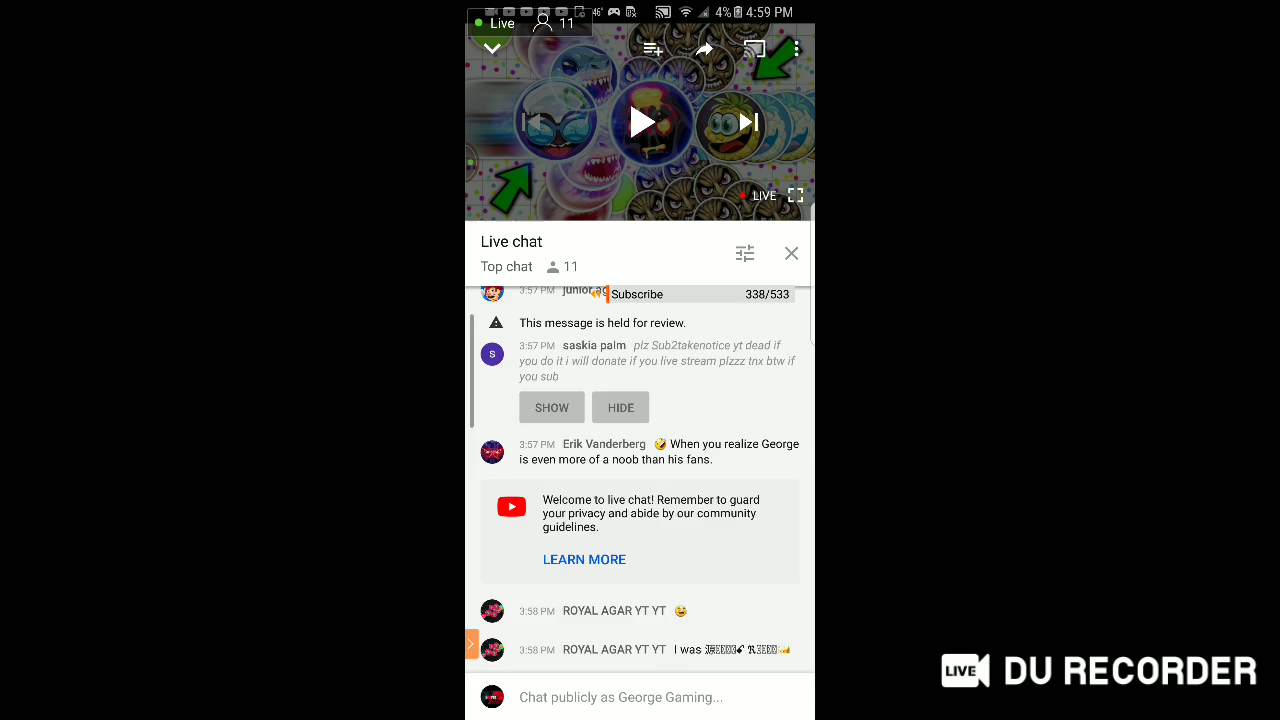 46° 4% 4:59 PM
Live 11
LIVE
Live chat
Top chat 11
3:57 PM junior.ag
Subscribe 338/533
This message is held for review.
S
3:57 PM saskia palm plz Sub2takenotice yt dead if
you do it i will donate if you live stream plzzz tnx btw if
you sub
SHOW HIDE
3:57 PM Erik Vanderberg 🤣 When you realize George
is even more of a noob than his fans.
Welcome to live chat! Remember to guard
your privacy and abide by our community
guidelines.
LEARN MORE
3:58 PM ROYAL AGAR YT YT 😂
3:58 PM ROYAL AGAR YT YT I was
Chat publicly as George Gaming...
LIVE DU RECORDER